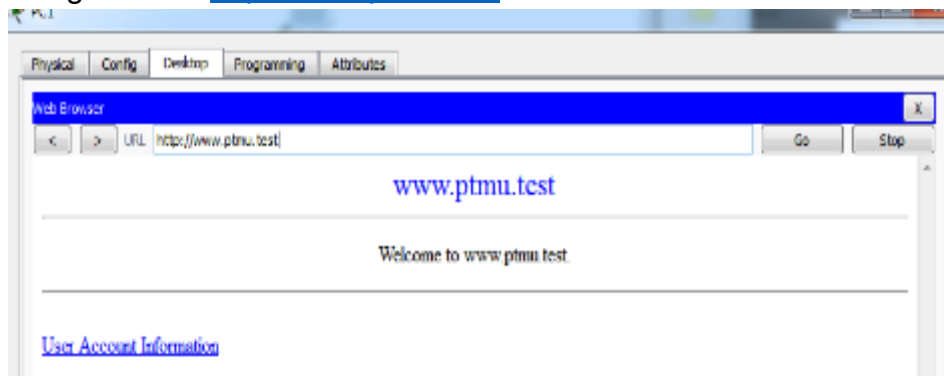 PC1
Physical Config Desktop Programming Attributes
Web Browser X
< > URL http://www.ptmu.test Go Stop
www.ptmu.test
Welcome to www.ptmu.test.
User Account Information